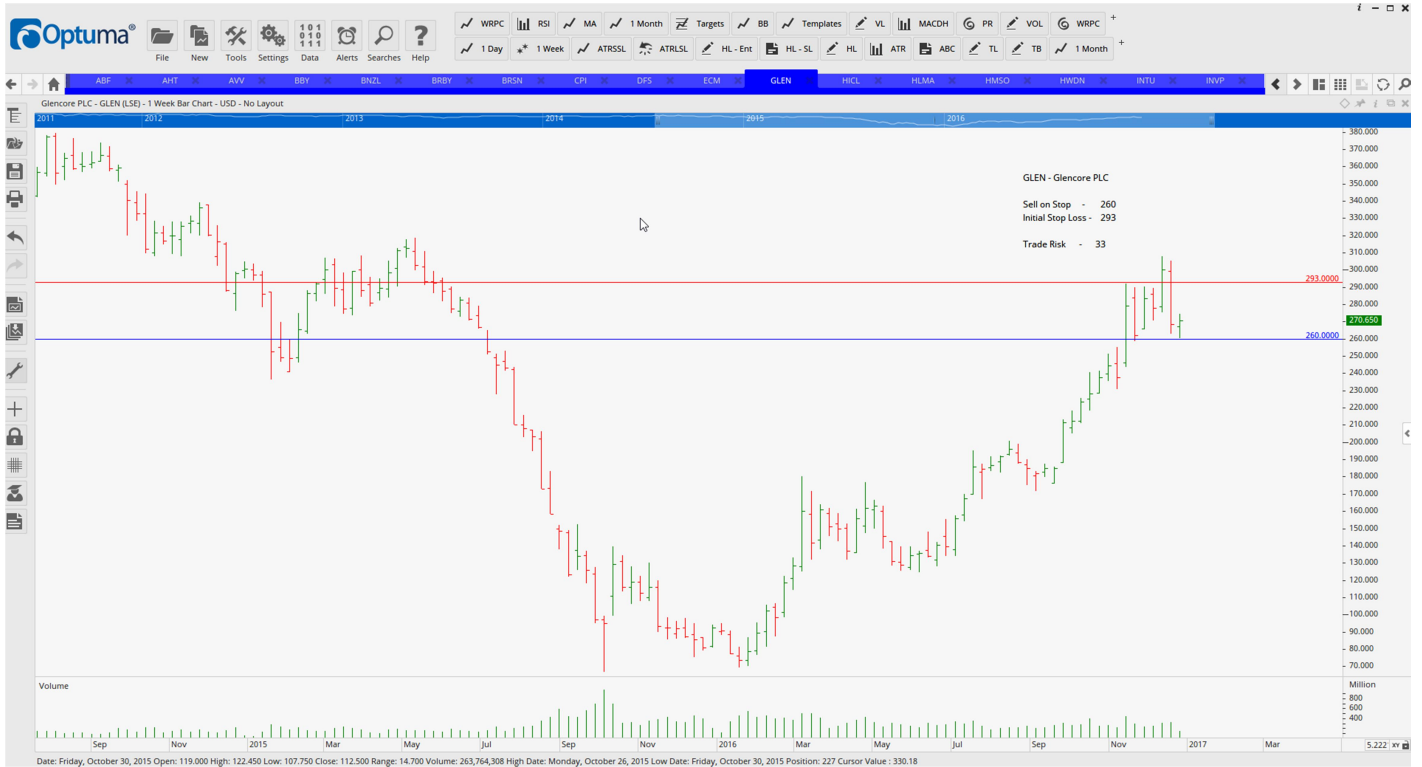 Optuma®
File New Tools Settings Data Alerts Searches Help
WRPC RSI MA 1 Month Targets BB Templates VL MACDH PR VOL WRPC +
1 Day 1 Week ATRSSL ATRLSL HL - Ent HL - SL HL ATR ABC TL TB 1 Month +
ABF AHT AVV BBY BNZL BRBY BRSN CPI DFS ECM GLEN HICL HLMA HMSO HWDN INTU INVP
Glencore PLC - GLEN (LSE) - 1 Week Bar Chart - USD - No Layout
2011 2012 2013 2014 2015 2016
380.000
370.000
360.000
350.000
340.000
330.000
320.000
310.000
300.000
290.000
280.000
270.650
260.000
250.000
240.000
230.000
220.000
210.000
200.000
190.000
180.000
170.000
160.000
150.000
140.000
130.000
120.000
110.000
100.000
90.000
80.000
70.000
GLEN - Glencore PLC
Sell on Stop - 260
Initial Stop Loss - 293
Trade Risk - 33
293.0000
260.0000
Volume
Million
800
600
400
Sep Nov 2015 Mar May Jul Sep Nov 2016 Mar May Jul Sep Nov 2017 Mar
5.222 XY
Date: Friday, October 30, 2015 Open: 119.000 High: 122.450 Low: 107.750 Close: 112.500 Range: 14.700 Volume: 263,764,308 High Date: Monday, October 26, 2015 Low Date: Friday, October 30, 2015 Position: 227 Cursor Value : 330.18